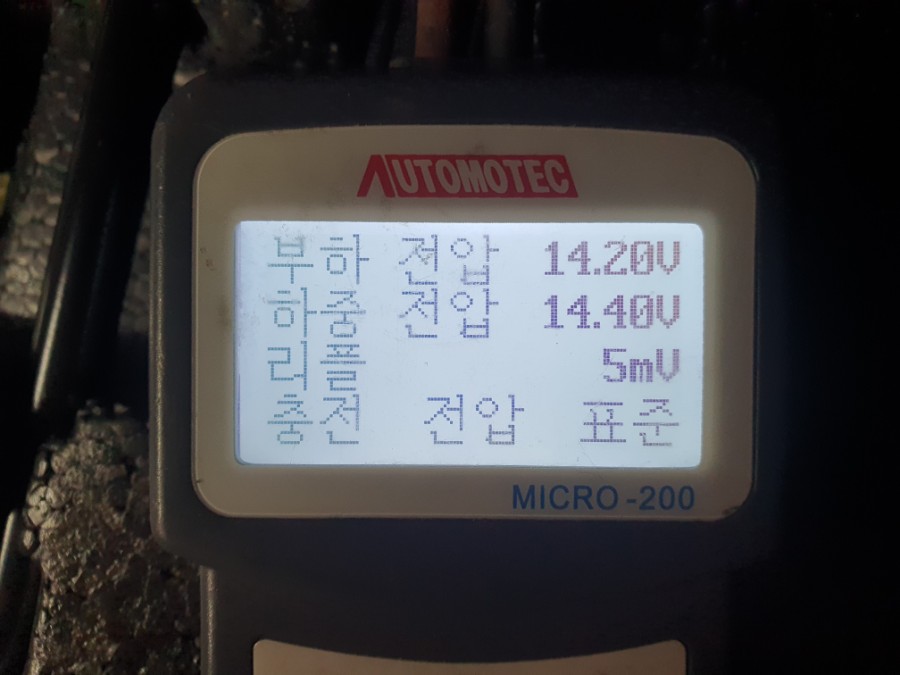 AUTOMOTEC
부하 전압 14.20V
하중 전압 14.40V
리플 5mV
충전 전압 표준
MICRO-200